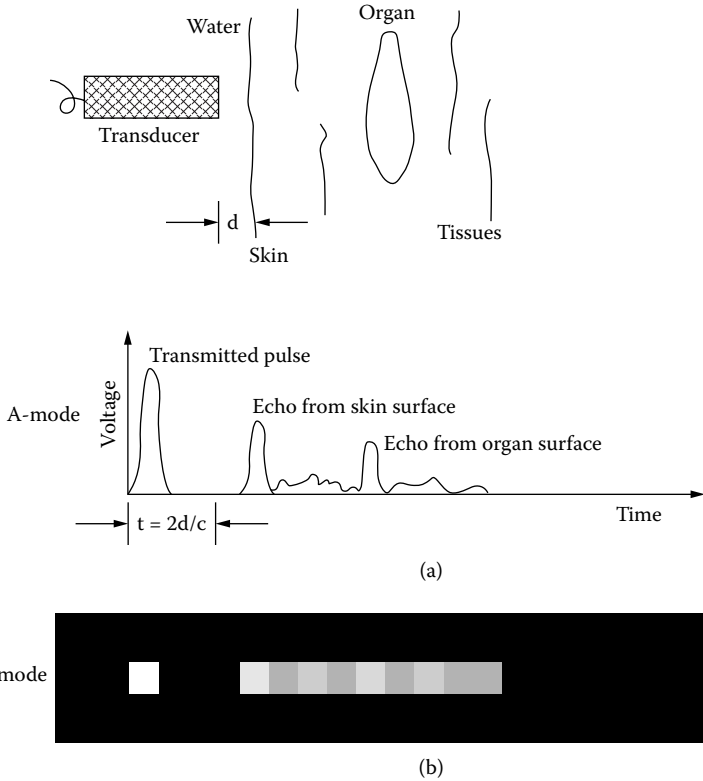 Organ
Water
Transducer
d
Skin
Tissues
Transmitted pulse
A-mode
Voltage
Echo from skin surface
Echo from organ surface
t = 2d/c
Time
(a)
mode
(b)